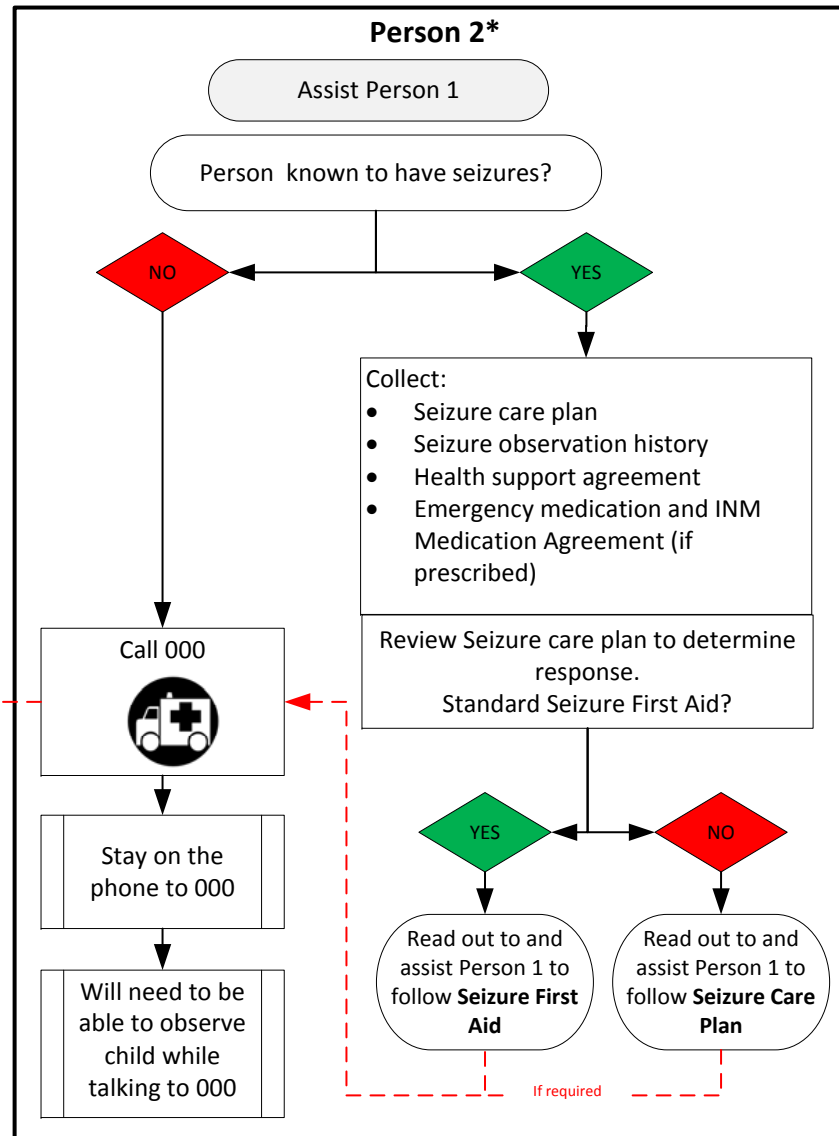 Person 2*
Assist Person 1
Person  known to have seizures?
NO
YES
Collect:
• Seizure care plan
• Seizure observation history
• Health support agreement
• Emergency medication and INM
Medication Agreement (if
prescribed)
Review Seizure care plan to determine
response.
Standard Seizure First Aid?
Call 000
Stay on the
phone to 000
Will need to be
able to observe
child while
talking to 000
YES
NO
Read out to and
assist Person 1 to
follow Seizure First
Aid
Read out to and
assist Person 1 to
follow Seizure Care
Plan
If required